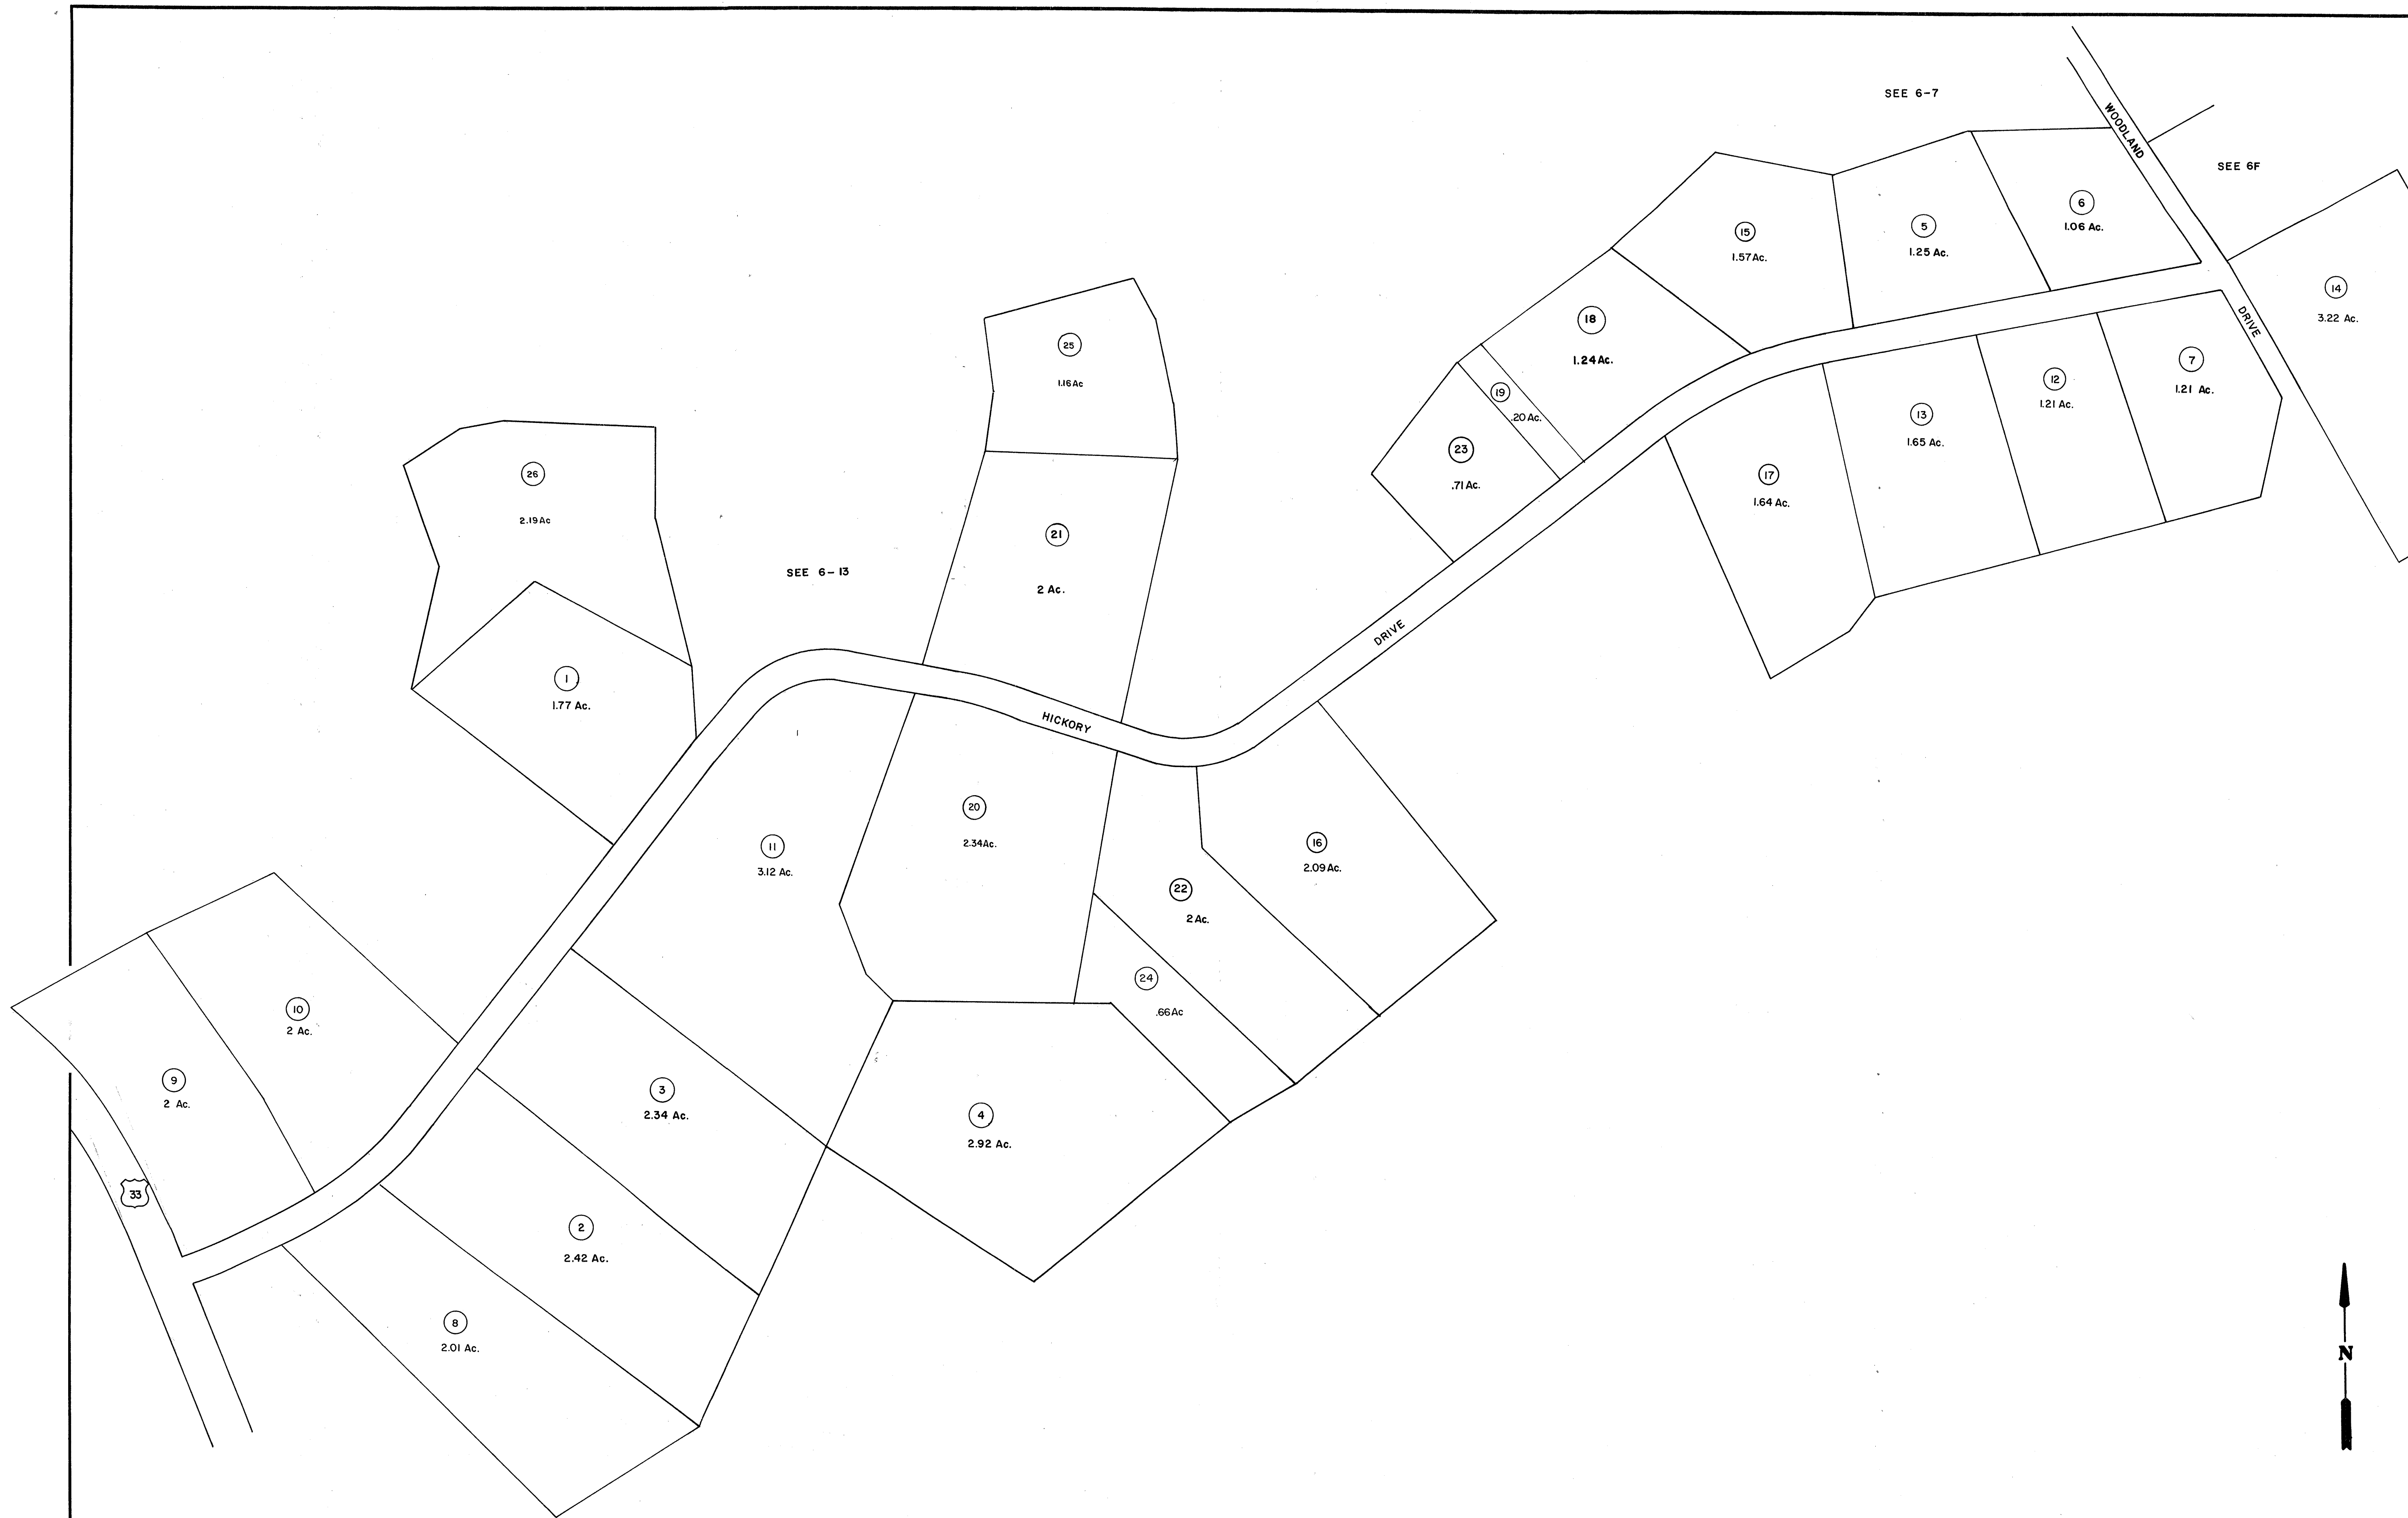 SEE 6-7
WOODLAND
SEE 6F
6
1.06 Ac.
5
1.25 Ac.
15
1.57 Ac.
14
3.22 Ac.
18
1.24 Ac.
DRIVE
25
1.16 Ac
7
1.21 Ac.
12
1.21 Ac.
19
.20 Ac.
13
1.65 Ac.
23
.71 Ac.
26
2.19 Ac
17
1.64 Ac.
21
2 Ac.
SEE 6-13
DRIVE
1
1.77 Ac.
HICKORY
20
2.34 Ac.
11
3.12 Ac.
16
2.09 Ac.
22
2 Ac.
24
.66 Ac
10
2 Ac.
9
2 Ac.
3
2.34 Ac.
4
2.92 Ac.
33
2
2.42 Ac.
8
2.01 Ac.
N